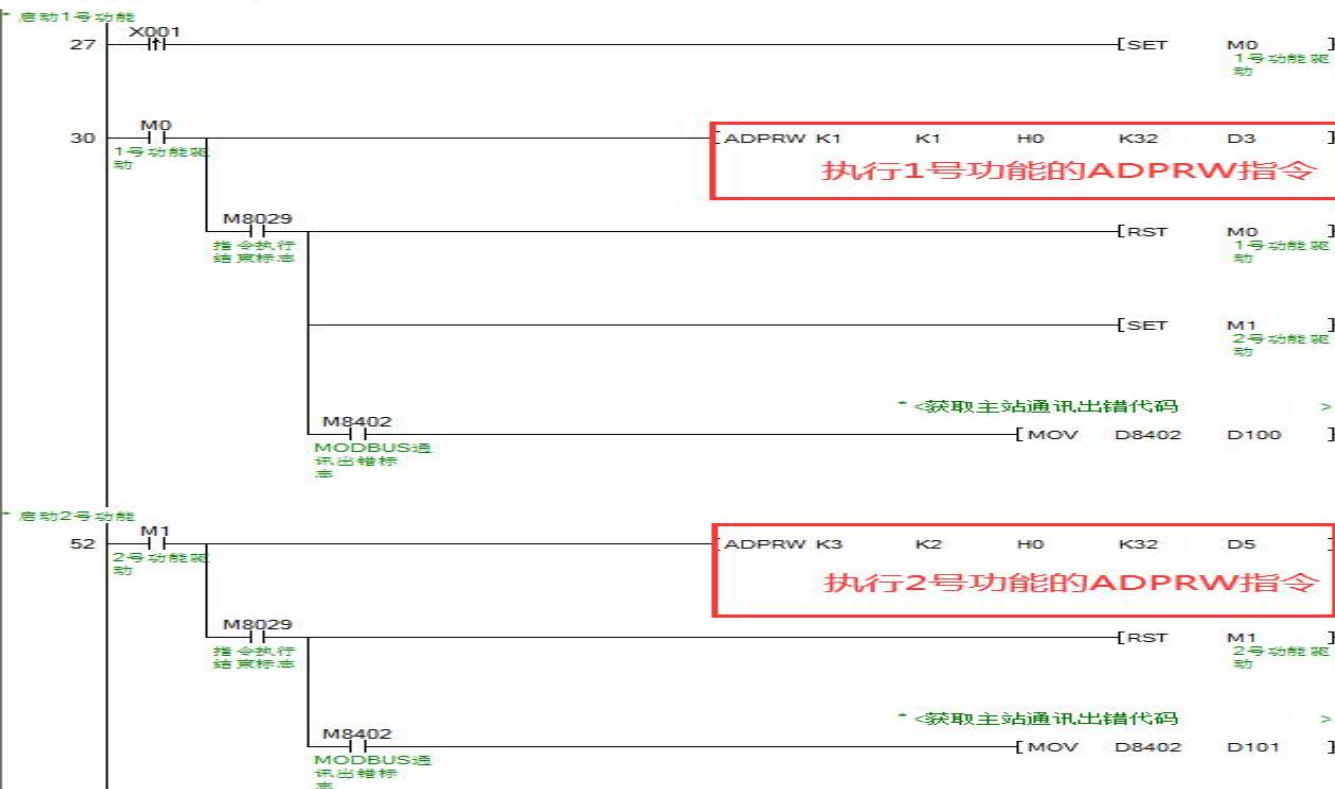 * 启动1号功能
X001
27 [SET M0 ]
1号功能驱
动
M0
30 [ADPRW K1 K1 H0 K32 D3 ]
1号功能驱
动
执行1号功能的ADPRW指令
M8029
[RST M0 ]
指令执行
结束标志
1号功能驱
动
[SET M1 ]
2号功能驱
动
* <获取主站通讯出错代码 >
M8402
[MOV D8402 D100 ]
MODBUS通
讯出错标
志
* 启动2号功能
M1
52 [ADPRW K3 K2 H0 K32 D5 ]
2号功能驱
动
执行2号功能的ADPRW指令
M8029
[RST M1 ]
指令执行
结束标志
2号功能驱
动
* <获取主站通讯出错代码 >
M8402
[MOV D8402 D101 ]
MODBUS通
讯出错标
志